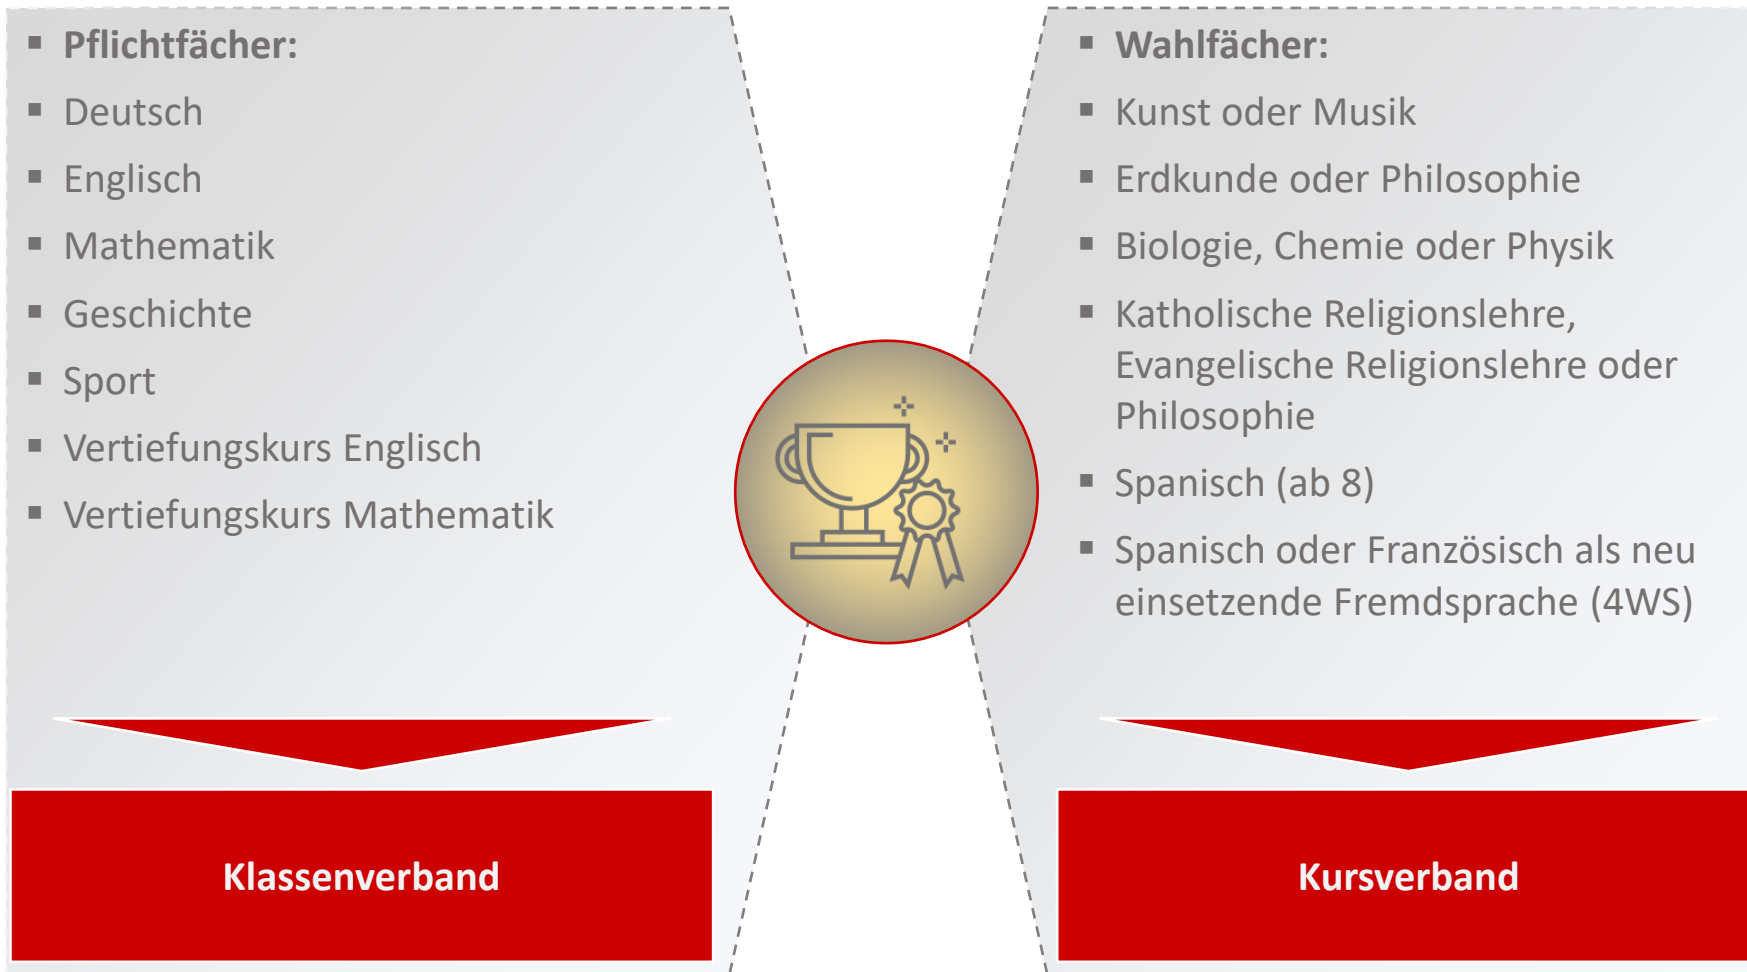 ▪ Pflichtfächer:
▪ Deutsch
▪ Englisch
▪ Mathematik
▪ Geschichte
▪ Sport
▪ Vertiefungskurs Englisch
▪ Vertiefungskurs Mathematik
Klassenverband
▪ Wahlfächer:
▪ Kunst oder Musik
▪ Erdkunde oder Philosophie
▪ Biologie, Chemie oder Physik
▪ Katholische Religionslehre,
Evangelische Religionslehre oder
Philosophie
▪ Spanisch (ab 8)
▪ Spanisch oder Französisch als neu
einsetzende Fremdsprache (4WS)
Kursverband